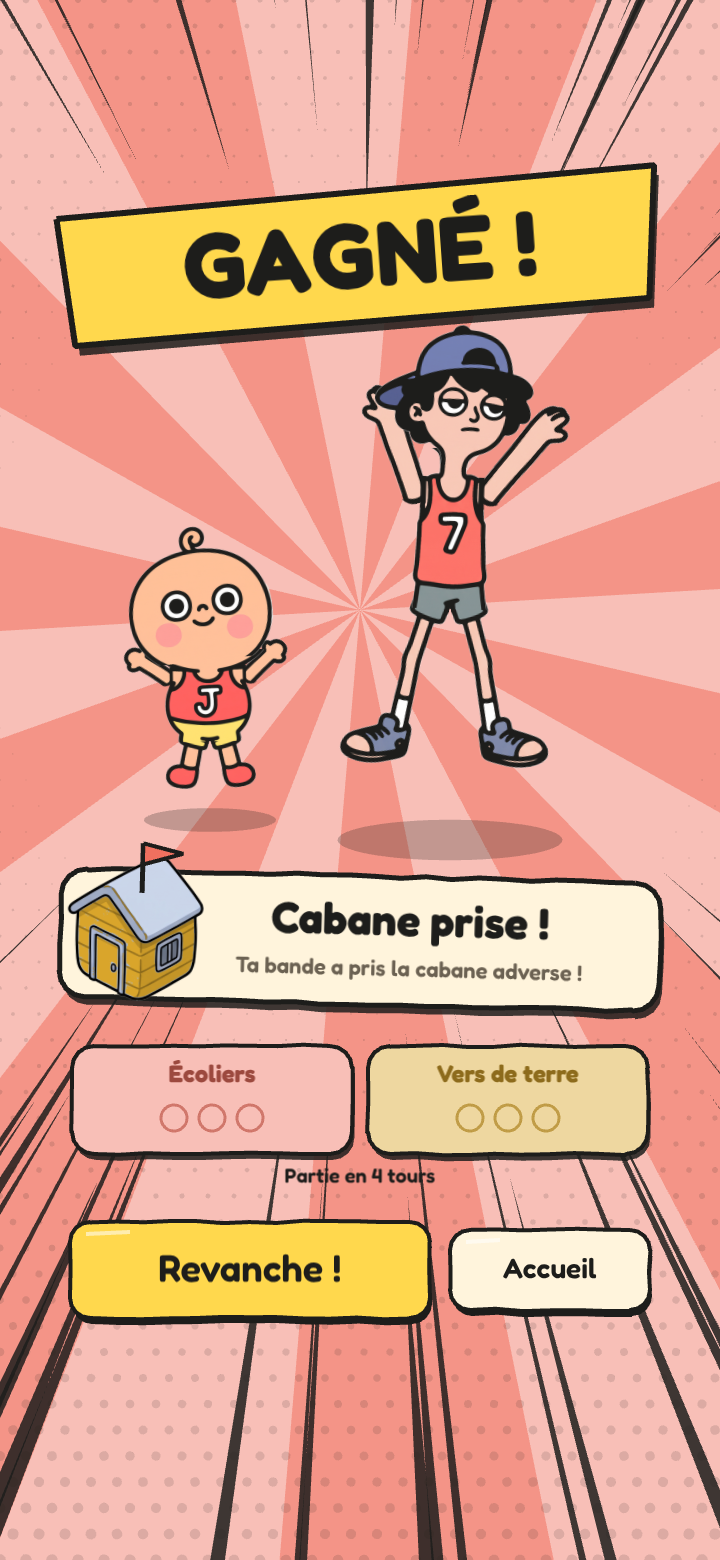 GAGNÉ !
7
J
Cabane prise !
Ta bande a pris la cabane adverse !
Écoliers
Vers de terre
Partie en 4 tours
Revanche !
Accueil